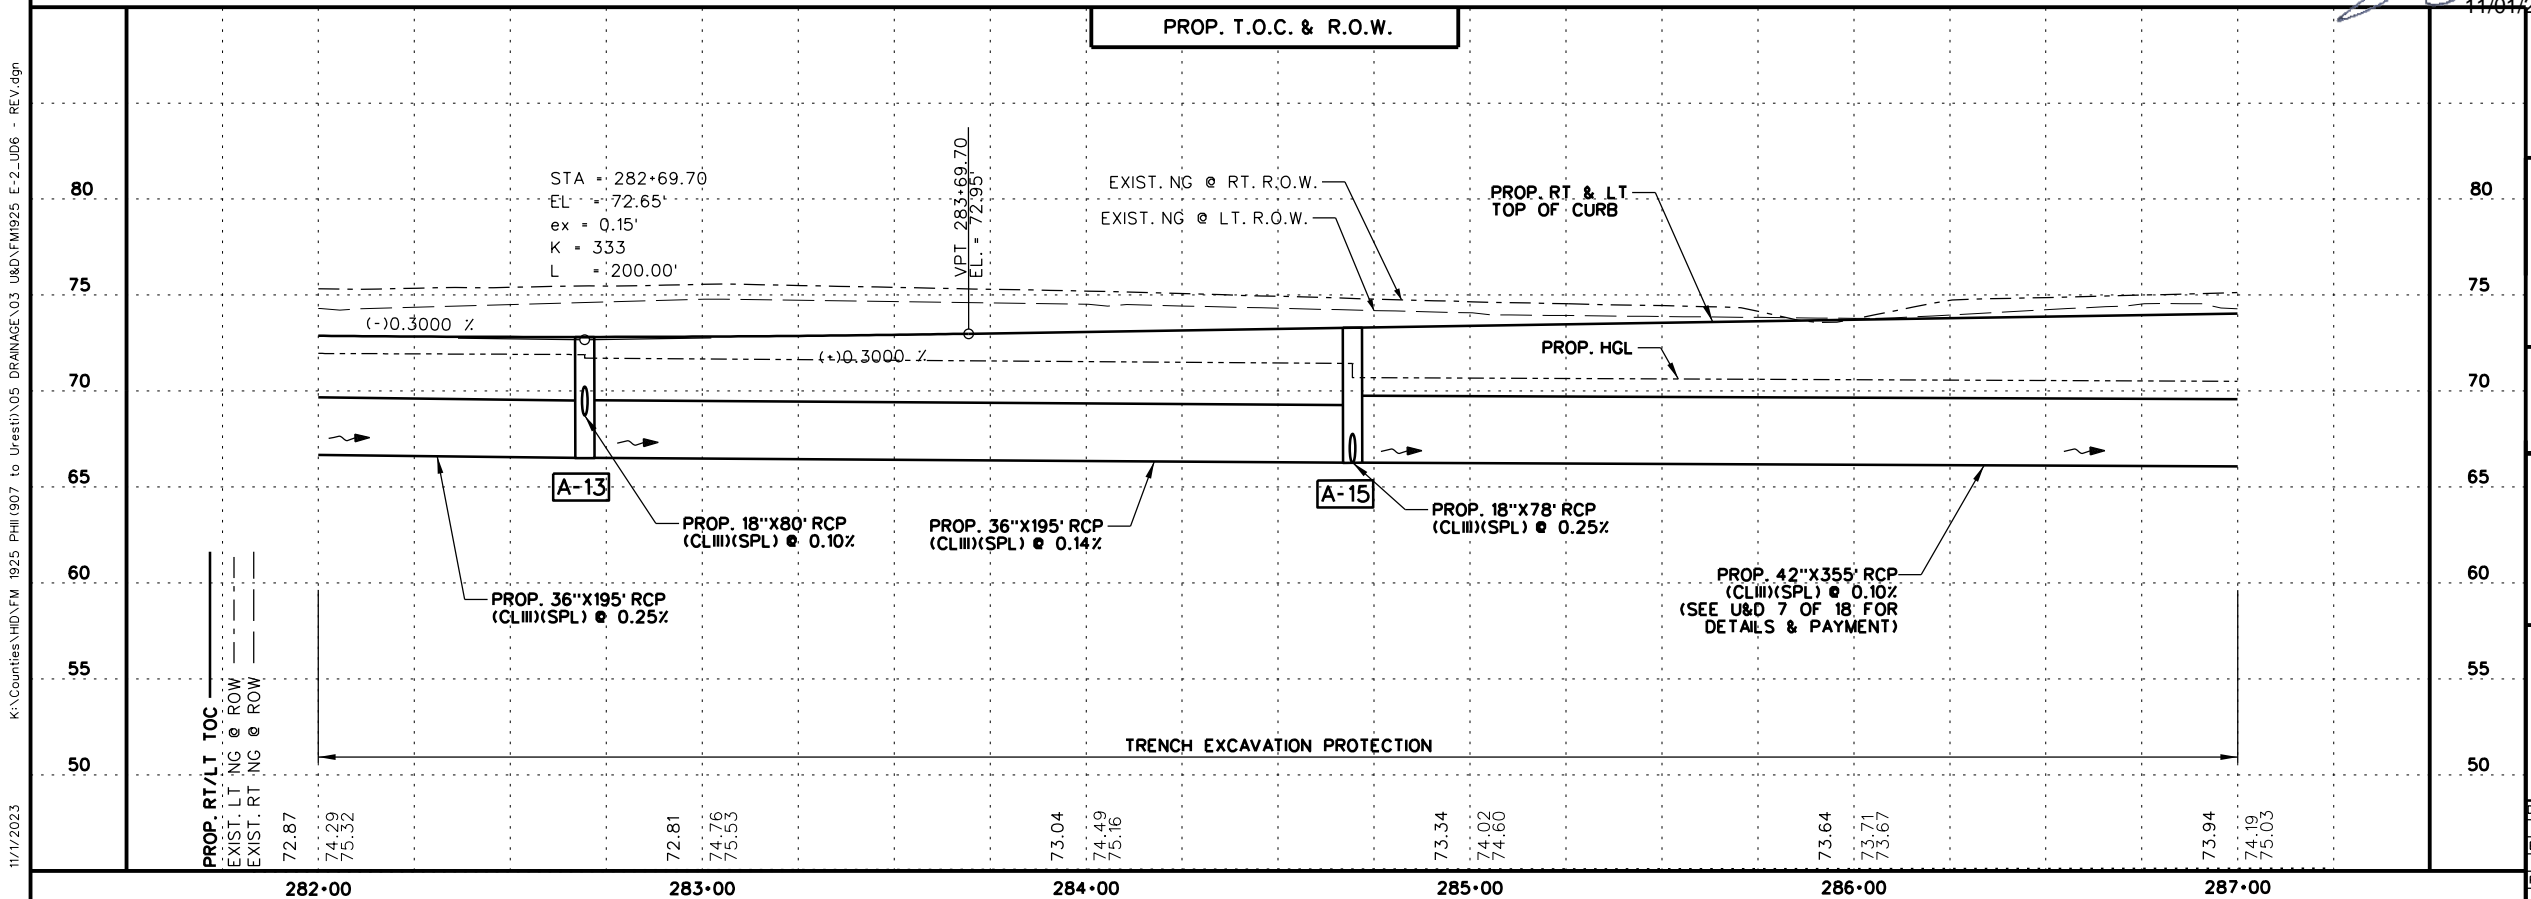 PROP. T.O.C. & R.O.W.
K:\Counties\HID\FM 1925 PHII(907 to Uresti)\05 DRAINAGE\03 U&D\FM1925 E-2_UD6 - REV.dgn
11/1/2023
80
75
70
65
60
55
50
STA = 282+69.70
EL = 72.65'
ex = 0.15'
K = 333
L = 200.00'
VPT 283+69.70
EL. = 72.95'
EXIST. NG @ RT. R.O.W.
EXIST. NG @ LT. R.O.W.
PROP. RT & LT
TOP OF CURB
(-)0.3000 %
(+)0.3000 %
PROP. HGL
A-13
A-15
PROP. 18"X80' RCP
(CLIII)(SPL) @ 0.10%
PROP. 36"X195' RCP
(CLIII)(SPL) @ 0.14%
PROP. 18"X78' RCP
(CLIII)(SPL) @ 0.25%
PROP. 36"X195' RCP
(CLIII)(SPL) @ 0.25%
PROP. 42"X355' RCP
(CLIII)(SPL) @ 0.10%
(SEE U&D 7 OF 18 FOR
DETAILS & PAYMENT)
TRENCH EXCAVATION PROTECTION
PROP. RT/LT TOC
EXIST. LT NG @ ROW
EXIST. RT NG @ ROW
72.87
74.29
75.32
72.81
74.76
75.53
73.04
74.49
75.16
73.34
74.02
74.60
73.64
73.71
73.67
73.94
74.19
75.03
282+00
283+00
284+00
285+00
286+00
287+00
80
75
70
65
60
55
50